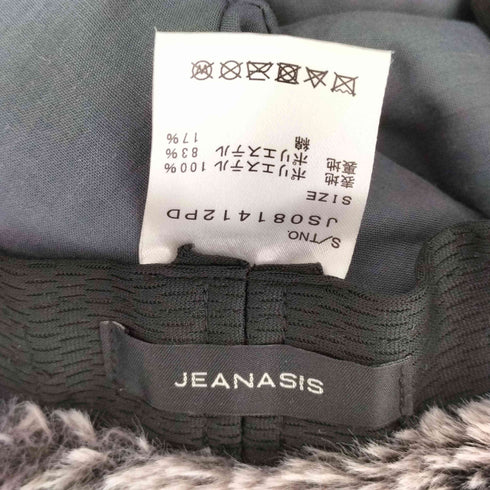 S/TNO.
JS081412PD
SIZE
表地 ポリエステル 100%
裏地 ポリエステル 83%
綿 17%
JEANASIS